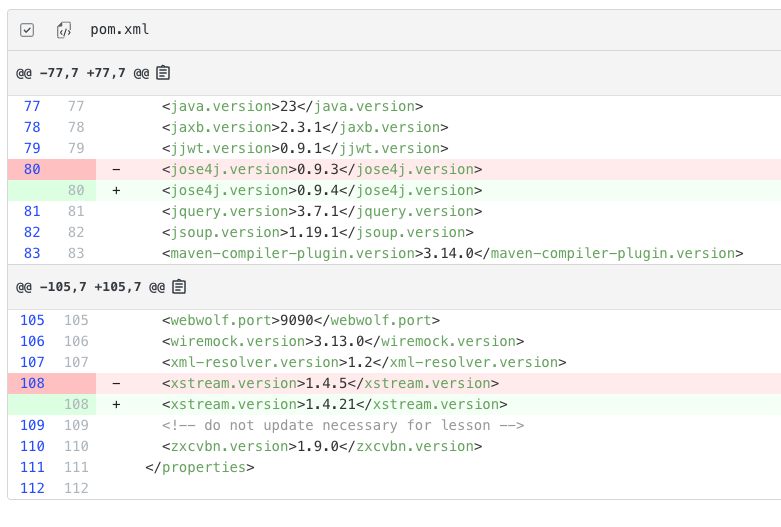 pom.xml
@@ -77,7 +77,7 @@
77 77 <java.version>23</java.version>
78 78 <jaxb.version>2.3.1</jaxb.version>
79 79 <jjwt.version>0.9.1</jjwt.version>
80 - <jose4j.version>0.9.3</jose4j.version>
80 + <jose4j.version>0.9.4</jose4j.version>
81 81 <jquery.version>3.7.1</jquery.version>
82 82 <jsoup.version>1.19.1</jsoup.version>
83 83 <maven-compiler-plugin.version>3.14.0</maven-compiler-plugin.version>
@@ -105,7 +105,7 @@
105 105 <webwolf.port>9090</webwolf.port>
106 106 <wiremock.version>3.13.0</wiremock.version>
107 107 <xml-resolver.version>1.2</xml-resolver.version>
108 - <xstream.version>1.4.5</xstream.version>
108 + <xstream.version>1.4.21</xstream.version>
109 109 <!-- do not update necessary for lesson -->
110 110 <zxcvbn.version>1.9.0</zxcvbn.version>
111 111 </properties>
112 112